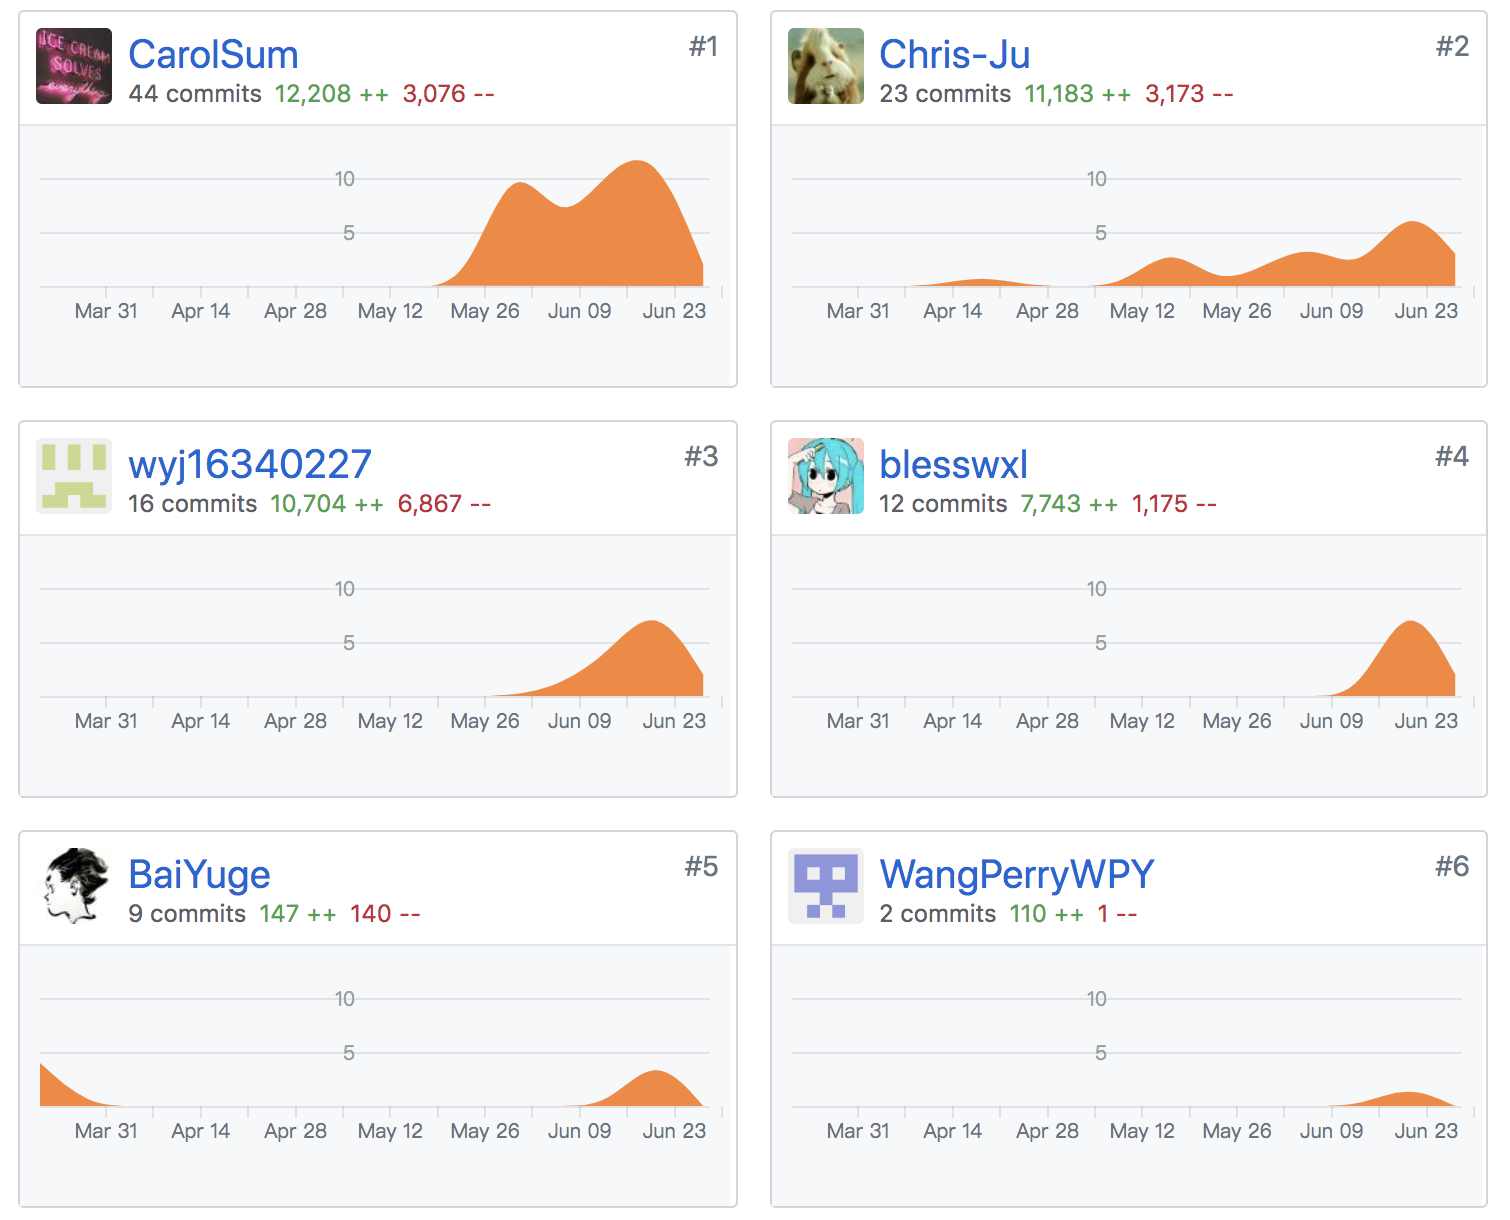 ICE CREAM
SOLVES
everything
CarolSum
#1
44 commits 12,208 ++ 3,076 --
10
5
Mar 31 Apr 14 Apr 28 May 12 May 26 Jun 09 Jun 23
Chris-Ju
#2
23 commits 11,183 ++ 3,173 --
10
5
Mar 31 Apr 14 Apr 28 May 12 May 26 Jun 09 Jun 23
wyj16340227
#3
16 commits 10,704 ++ 6,867 --
10
5
Mar 31 Apr 14 Apr 28 May 12 May 26 Jun 09 Jun 23
blesswxl
#4
12 commits 7,743 ++ 1,175 --
10
5
Mar 31 Apr 14 Apr 28 May 12 May 26 Jun 09 Jun 23
BaiYuge
#5
9 commits 147 ++ 140 --
10
5
Mar 31 Apr 14 Apr 28 May 12 May 26 Jun 09 Jun 23
WangPerryWPY
#6
2 commits 110 ++ 1 --
10
5
Mar 31 Apr 14 Apr 28 May 12 May 26 Jun 09 Jun 23